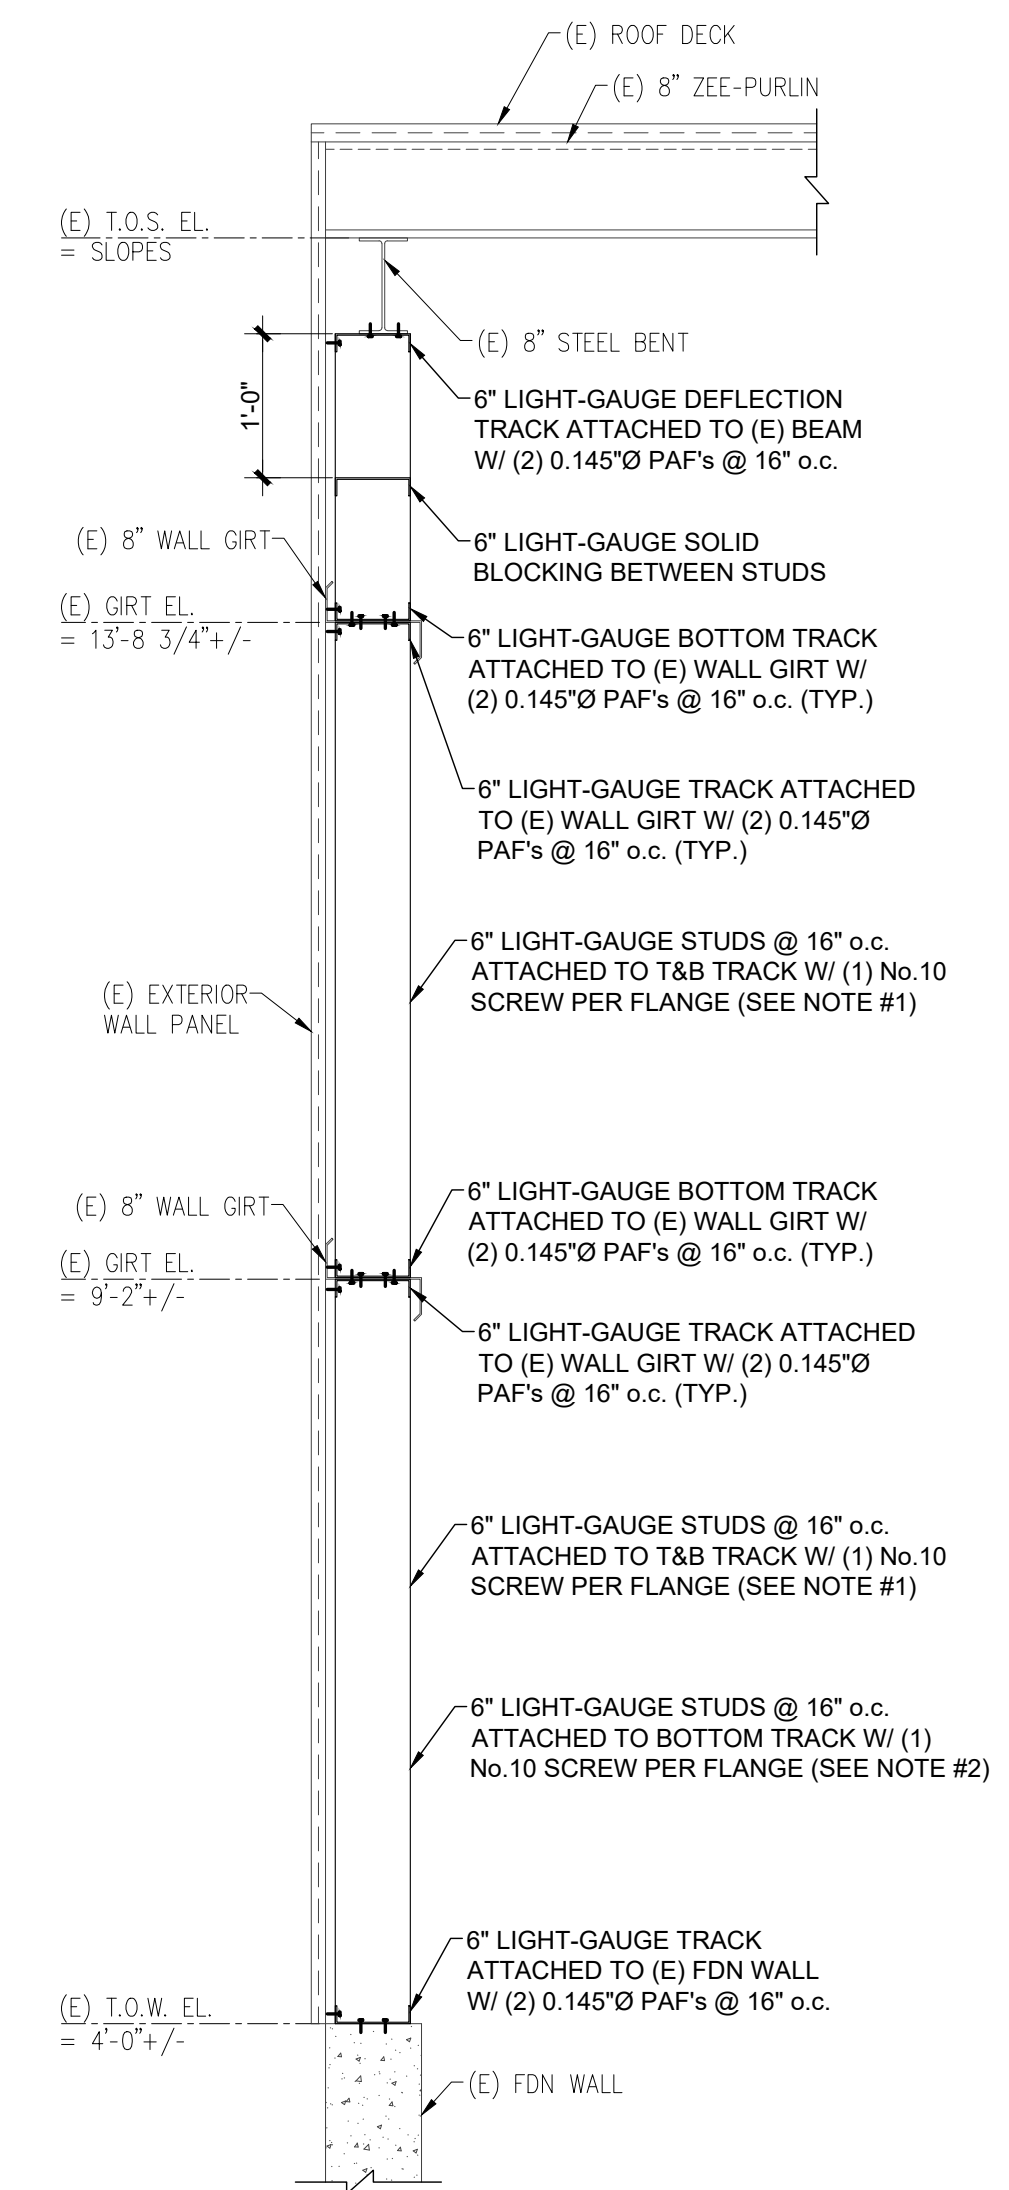 (E) ROOF DECK
(E) 8" ZEE-PURLIN
(E) T.O.S. EL.
= SLOPES
(E) 8" STEEL BENT
1'-0"
6" LIGHT-GAUGE DEFLECTION
TRACK ATTACHED TO (E) BEAM
W/ (2) 0.145"Ø PAF's @ 16" o.c.
(E) 8" WALL GIRT
6" LIGHT-GAUGE SOLID
BLOCKING BETWEEN STUDS
(E) GIRT EL.
= 13'-8 3/4"+/-
6" LIGHT-GAUGE BOTTOM TRACK
ATTACHED TO (E) WALL GIRT W/
(2) 0.145"Ø PAF's @ 16" o.c. (TYP.)
6" LIGHT-GAUGE TRACK ATTACHED
TO (E) WALL GIRT W/ (2) 0.145"Ø
PAF's @ 16" o.c. (TYP.)
6" LIGHT-GAUGE STUDS @ 16" o.c.
ATTACHED TO T&B TRACK W/ (1) No.10
SCREW PER FLANGE (SEE NOTE #1)
(E) EXTERIOR
WALL PANEL
6" LIGHT-GAUGE BOTTOM TRACK
ATTACHED TO (E) WALL GIRT W/
(2) 0.145"Ø PAF's @ 16" o.c. (TYP.)
(E) 8" WALL GIRT
(E) GIRT EL.
= 9'-2"+/-
6" LIGHT-GAUGE TRACK ATTACHED
TO (E) WALL GIRT W/ (2) 0.145"Ø
PAF's @ 16" o.c. (TYP.)
6" LIGHT-GAUGE STUDS @ 16" o.c.
ATTACHED TO T&B TRACK W/ (1) No.10
SCREW PER FLANGE (SEE NOTE #1)
6" LIGHT-GAUGE STUDS @ 16" o.c.
ATTACHED TO BOTTOM TRACK W/ (1)
No.10 SCREW PER FLANGE (SEE NOTE #2)
6" LIGHT-GAUGE TRACK
ATTACHED TO (E) FDN WALL
W/ (2) 0.145"Ø PAF's @ 16" o.c.
(E) T.O.W. EL.
= 4'-0"+/-
(E) FDN WALL